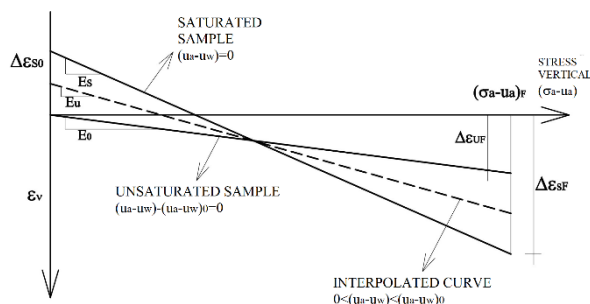 SATURATED
SAMPLE
(ua-uw)=0
ΔεS0
ES
Eu
E0
(σa-ua)F
STRESS
VERTICAL
(σa-ua)
ΔεUF
ΔεSF
εv
UNSATURATED SAMPLE
(ua-uw)-(ua-uw)0=0
INTERPOLATED CURVE
0<(ua-uw)<(ua-uw)0